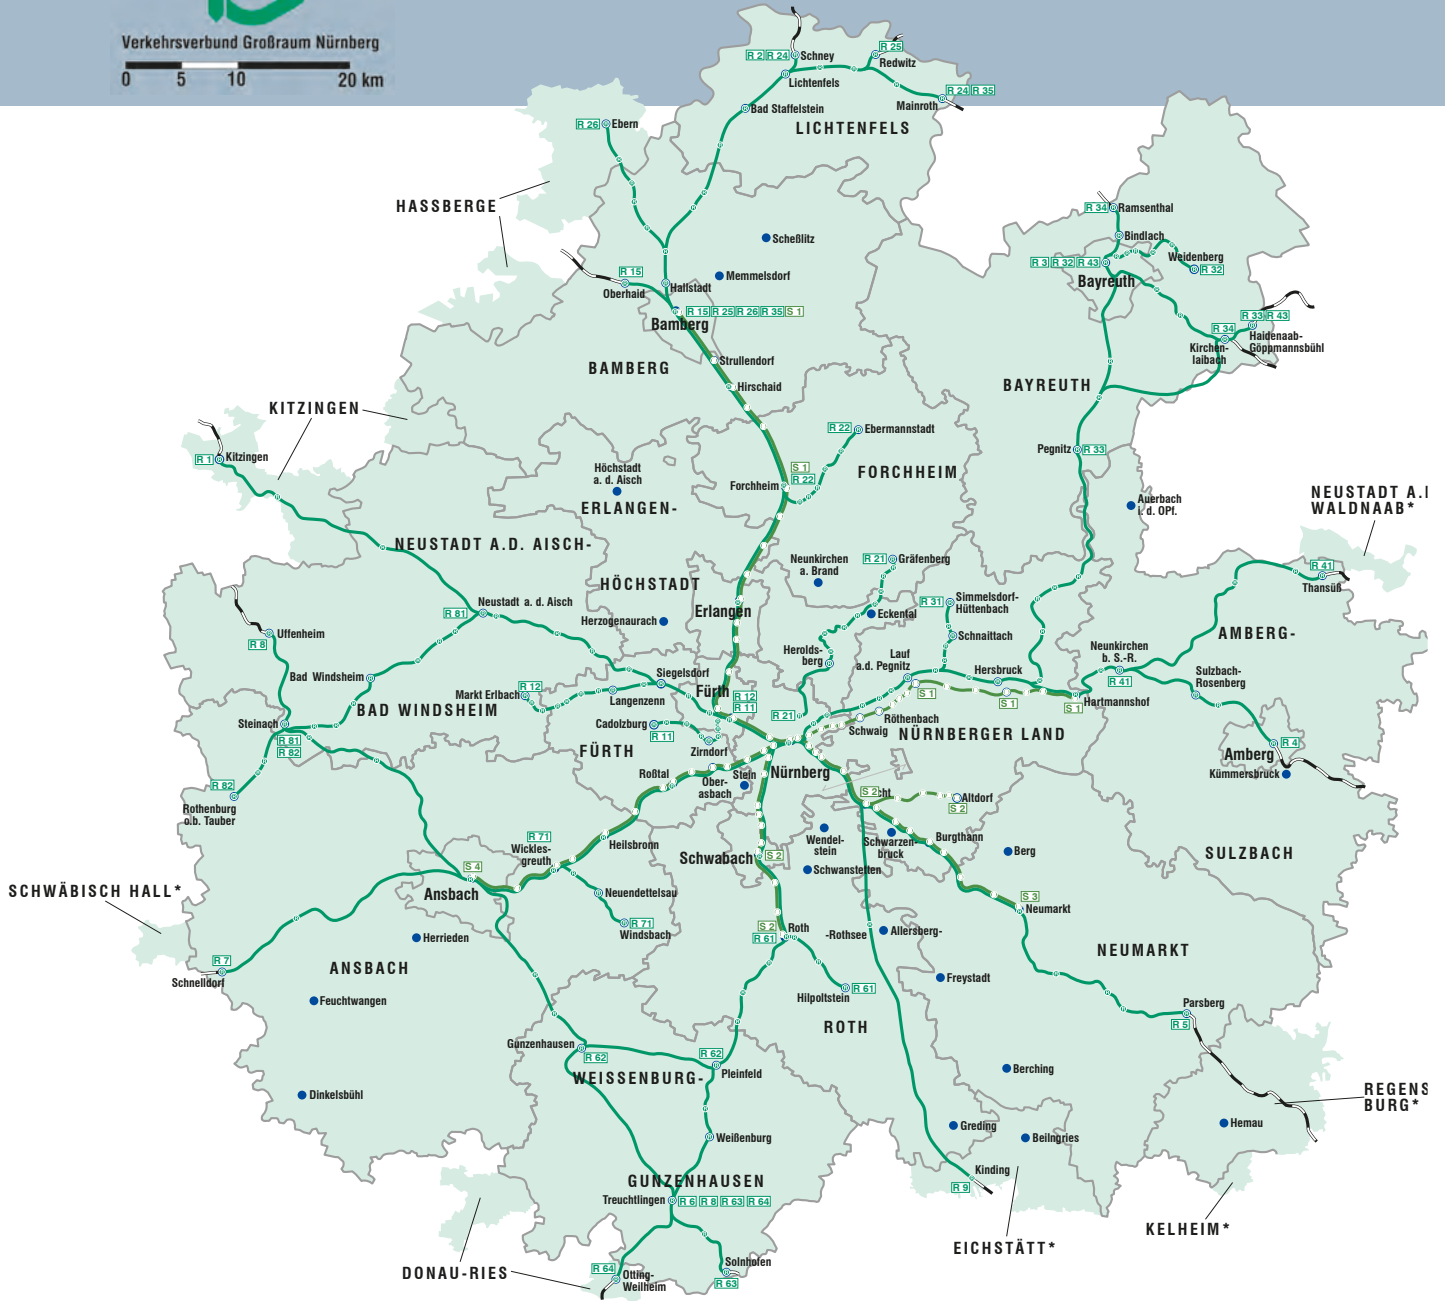 Verkehrsverbund Großraum Nürnberg
0 5 10 20 km
R 2 R 24 Schney
R 25
Redwitz
Lichtenfels
R 24 R 35
Mainroth
Bad Staffelstein
LICHTENFELS
R 26 Ebern
HASSBERGE
R 34 Ramsenthal
Bindlach
Scheßlitz
R 3 R 32 R 43
Weidenberg
R 32
Bayreuth
R 15
Oberhaid
Memmelsdorf
Hallstadt
R 15 R 25 R 26 R 35 S 1
Bamberg
R 33 R 43
R 34
Haidenaab-
Göppmannsbühl
Kirchen-
laibach
Strullendorf
BAMBERG
Hirschaid
BAYREUTH
KITZINGEN
R 22 Ebermannstadt
R 1 Kitzingen
Pegnitz R 33
FORCHHEIM
Höchstadt
a. d. Aisch
S 1
R 22
Forchheim
ERLANGEN-
Auerbach
i. d. OPf.
NEUSTADT A.
WALDNAAB*
NEUSTADT A.D. AISCH-
HÖCHSTADT
Neunkirchen
a. Brand
R 21 Gräfenberg
R 41
Thansüß
Neustadt a. d. Aisch
R 81
Erlangen
Herzogenaurach
Eckental
R 31 Simmelsdorf-
Hüttenbach
Schnaittach
AMBERG-
Uffenheim
R 8
Herolds-
berg
Lauf
a.d. Pegnitz
Hersbruck
Neunkirchen
b. S.-R.
R 41
Sulzbach-
Rosenberg
Bad Windsheim
Siegelsdorf
R 12
Markt Erlbach
Langenzenn
Fürth
R 12
R 11
S 1
S 1
S 1
Hartmannshof
BAD WINDSHEIM
Cadolzburg
R 11
R 21
Röthenbach
Schwaig
NÜRNBERGER LAND
Steinach
R 81
R 82
FÜRTH
Zirndorf
R 4
Amberg
Kümmersbruck
Roßtal
Ober-
asbach
Stein
Nürnberg
R 82
Rothenburg
o.b. Tauber
S 2
cht
Altdorf
S 2
R 71
Wickles-
greuth
Heilsbronn
Wendel-
stein
Schwarzen-
bruck
Burgthann
Berg
SULZBACH
Schwabach S 2
Schwanstetten
S 4
Ansbach
SCHWÄBISCH HALL*
Neuendettelsau
R 71
Windsbach
S 3
Neumarkt
S 2
R 61
Roth
-Rothsee
Allersberg-
Herrieden
NEUMARKT
ANSBACH
R 7
Schnelldorf
Freystadt
Hilpoltstein R 61
Feuchtwangen
Parsberg
R 5
ROTH
Gunzenhausen
R 62
R 62
Pleinfeld
WEISSENBURG-
Berching
Dinkelsbühl
REGENS
BURG*
Hemau
Greding
Beilngries
Weißenburg
Kinding
R 9
GUNZENHAUSEN
Treuchtlingen R 6 R 8 R 63 R 64
KELHEIM*
EICHSTÄTT*
DONAU-RIES
R 64 Otting-
Weilheim
Solnhofen
R 63